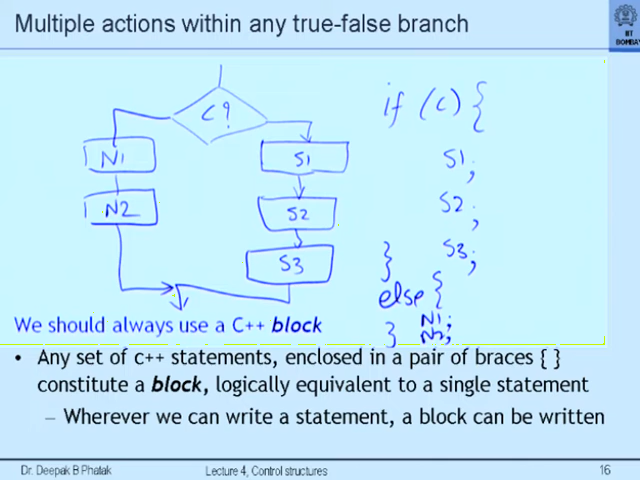 Multiple actions within any true-false branch
IIT
BOMBAY
C?
if (C) {
N1
S1
S1;
N2
S2
S2;
S3
S3;
}
else {
N1;
We should always use a C++ block
} N2;
• Any set of c++ statements, enclosed in a pair of braces { }
constitute a block, logically equivalent to a single statement
– Wherever we can write a statement, a block can be written
Dr. Deepak B Phatak
Lecture 4, Control structures
16